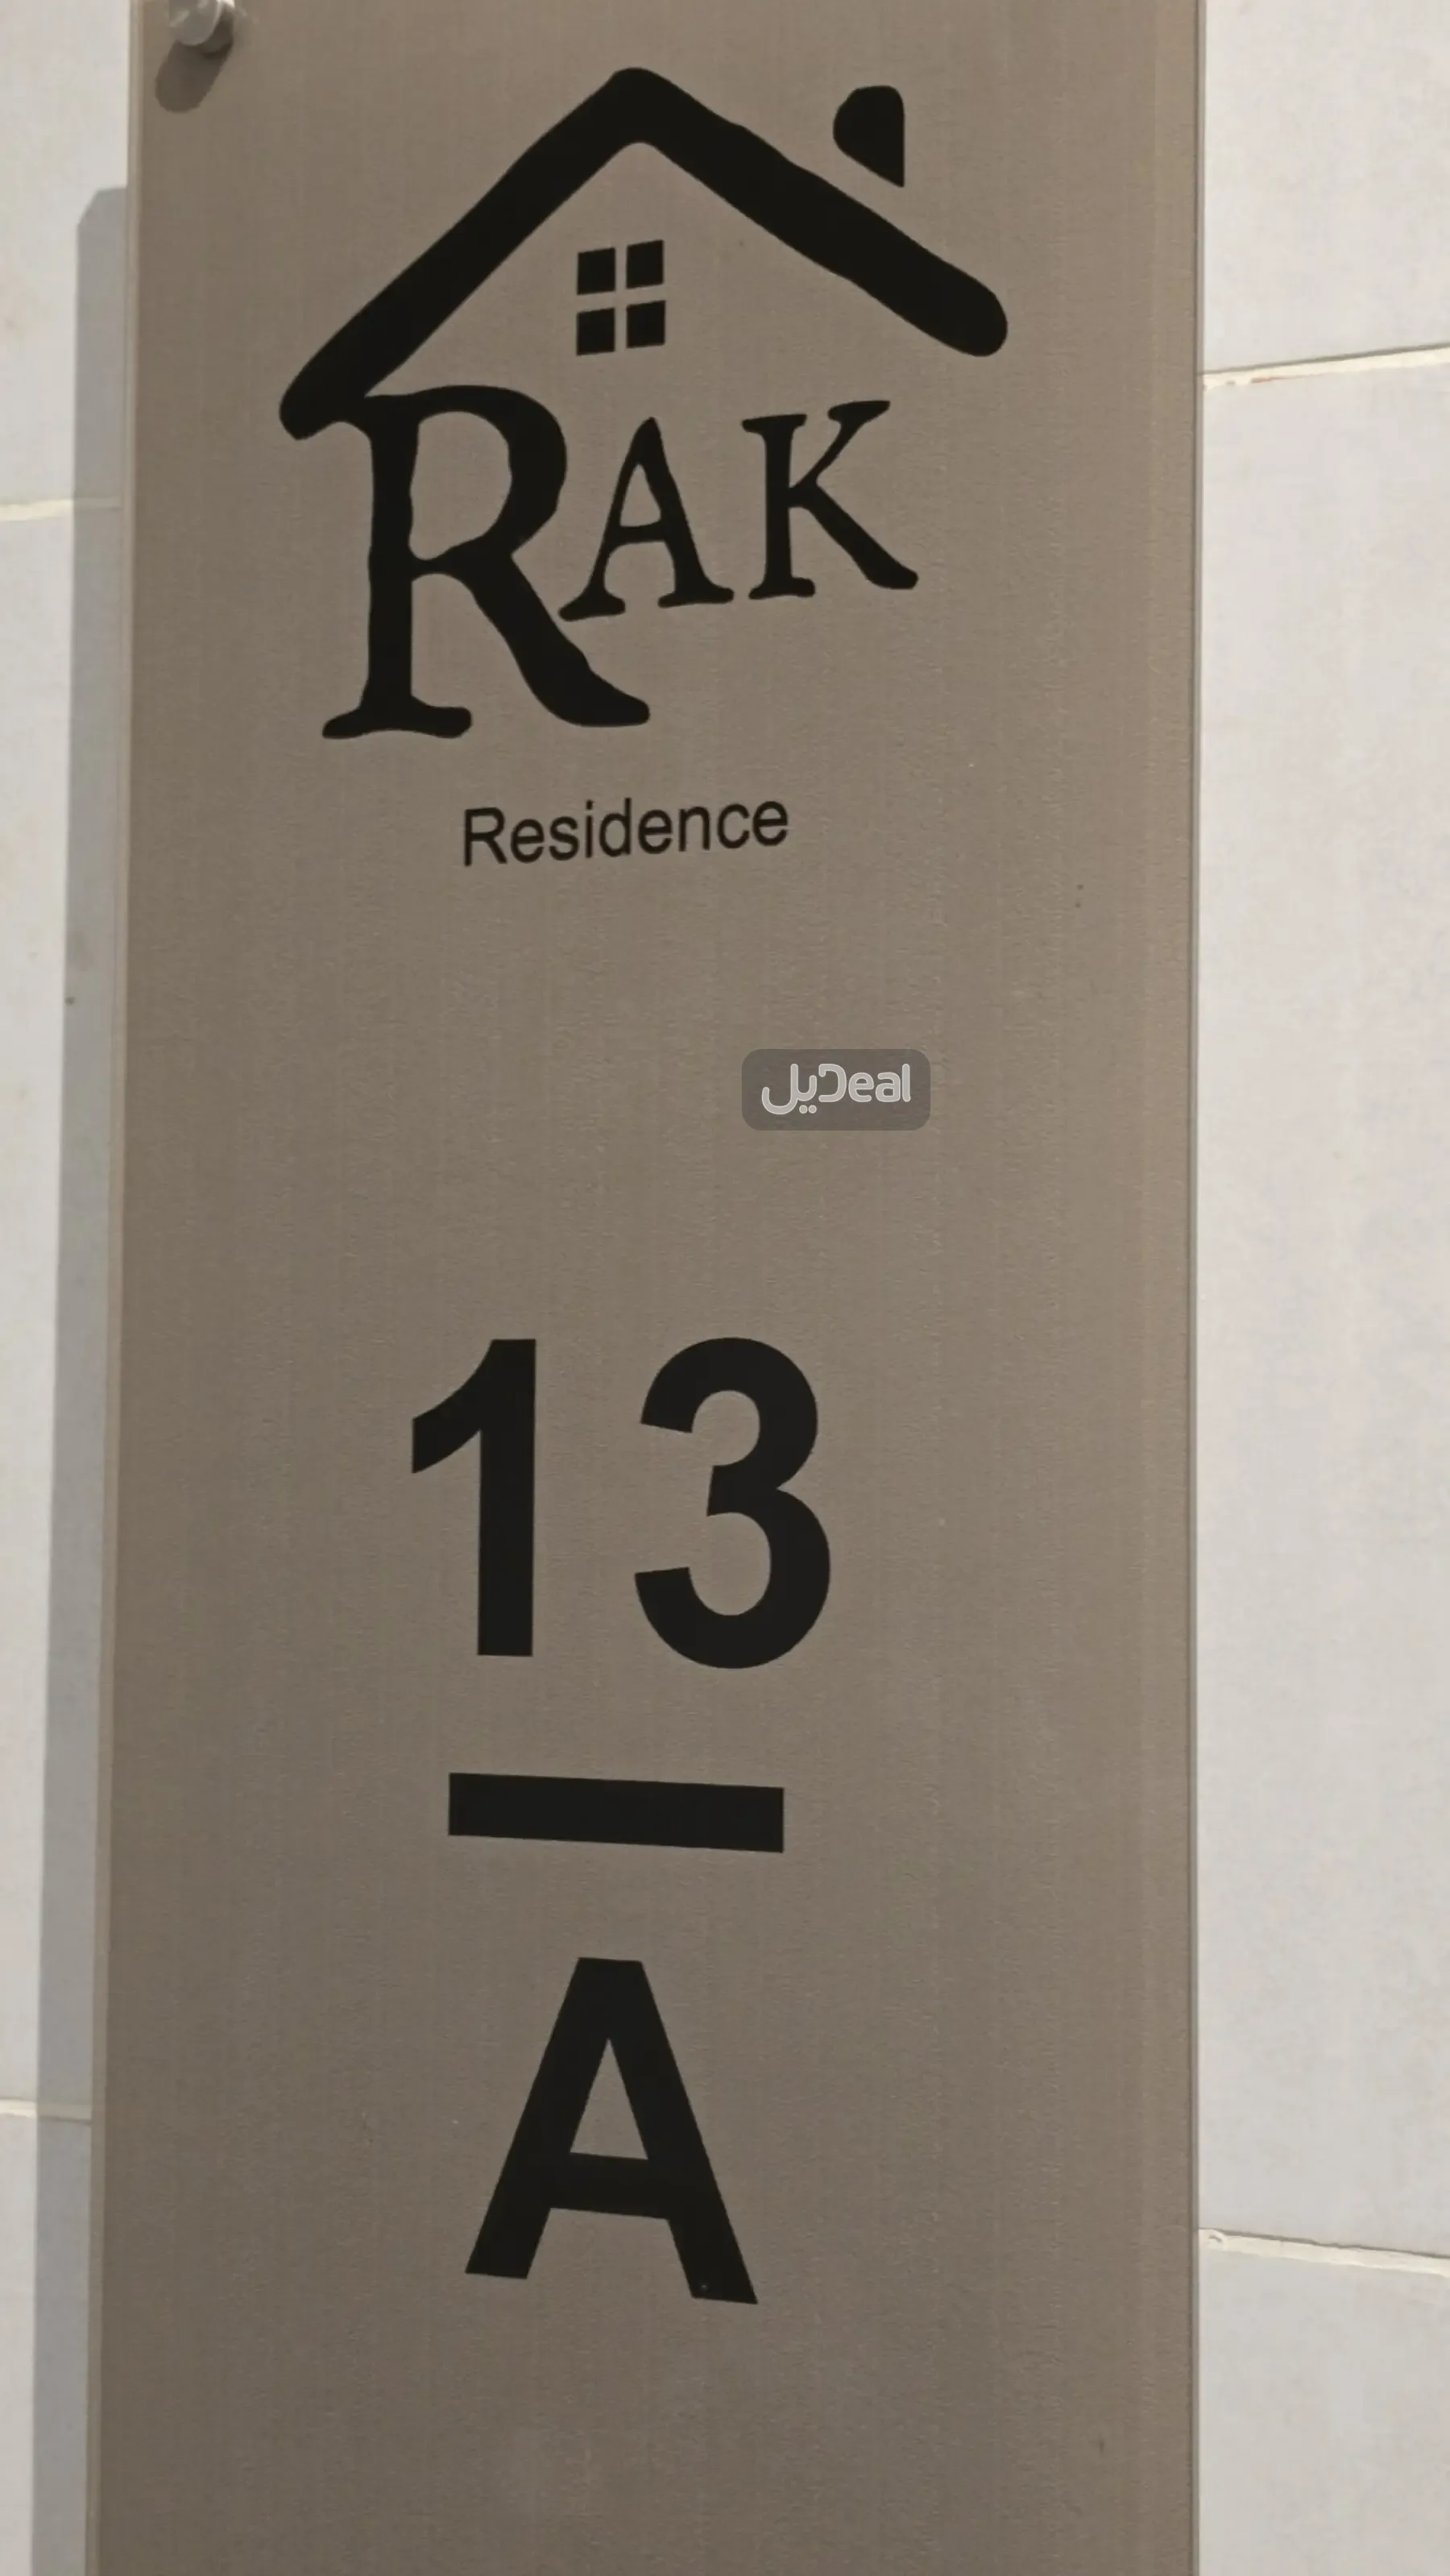 RAK
Residence
ديلDeal
13
A